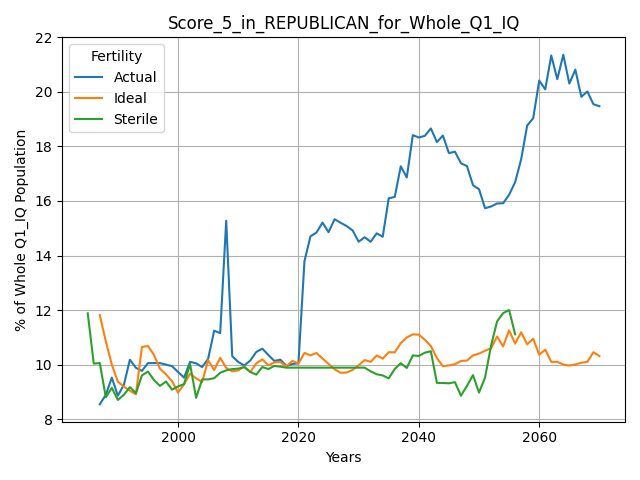 Score_5_in_REPUBLICAN_for_Whole_Q1_IQ
Fertility
Actual
Ideal
Sterile
% of Whole Q1_IQ Population
22
20
18
16
14
12
10
8
2000
2020
2040
2060
Years